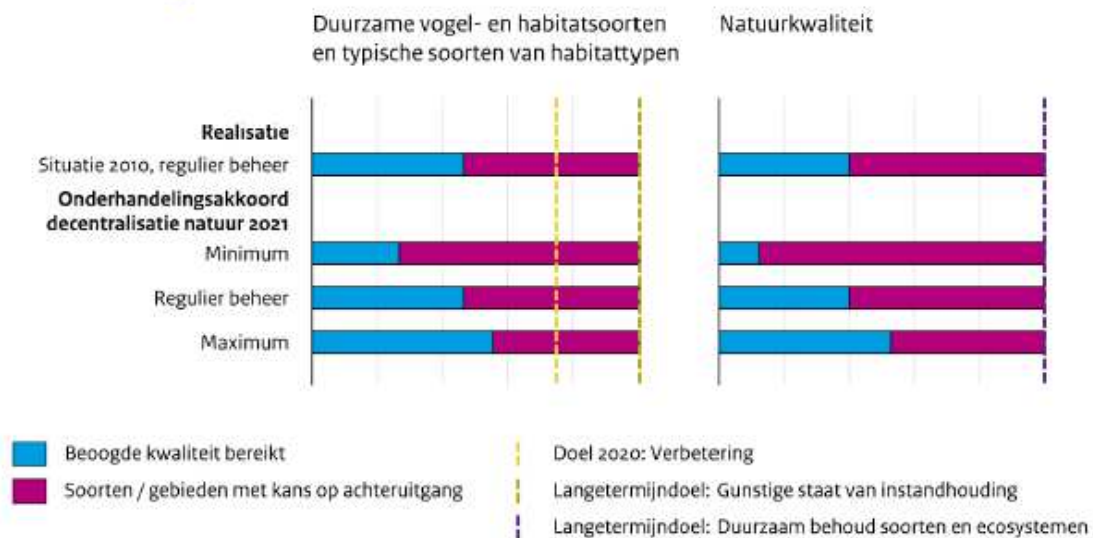 Duurzame vogel- en habitatsoorten
en typische soorten van habitattypen
Natuurkwaliteit
Realisatie
Situatie 2010, regulier beheer
Onderhandelingsakkoord
decentralisatie natuur 2021
Minimum
Regulier beheer
Maximum
Beoogde kwaliteit bereikt
Soorten / gebieden met kans op achteruitgang
Doel 2020: Verbetering
Langetermijndoel: Gunstige staat van instandhouding
Langetermijndoel: Duurzaam behoud soorten en ecosystemen